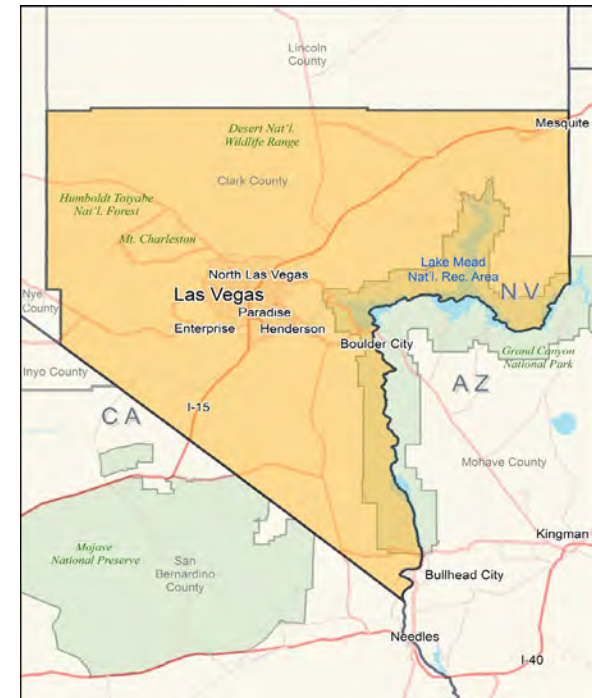 Lincoln
County
Mesquite
Desert Nat'l.
Wildlife Range
Clark County
Humboldt Toiyabe
Nat'l. Forest
Mt. Charleston
North Las Vegas
Lake Mead
Nat'l. Rec. Area
NV
Las Vegas
Nye
County
Paradise
Enterprise
Henderson
Boulder City
Grand Canyon
National Park
Inyo County
AZ
CA
I-15
Mohave County
Kingman
Mojave
National Preserve
San
Bernardino
County
Bullhead City
Needles
I-40